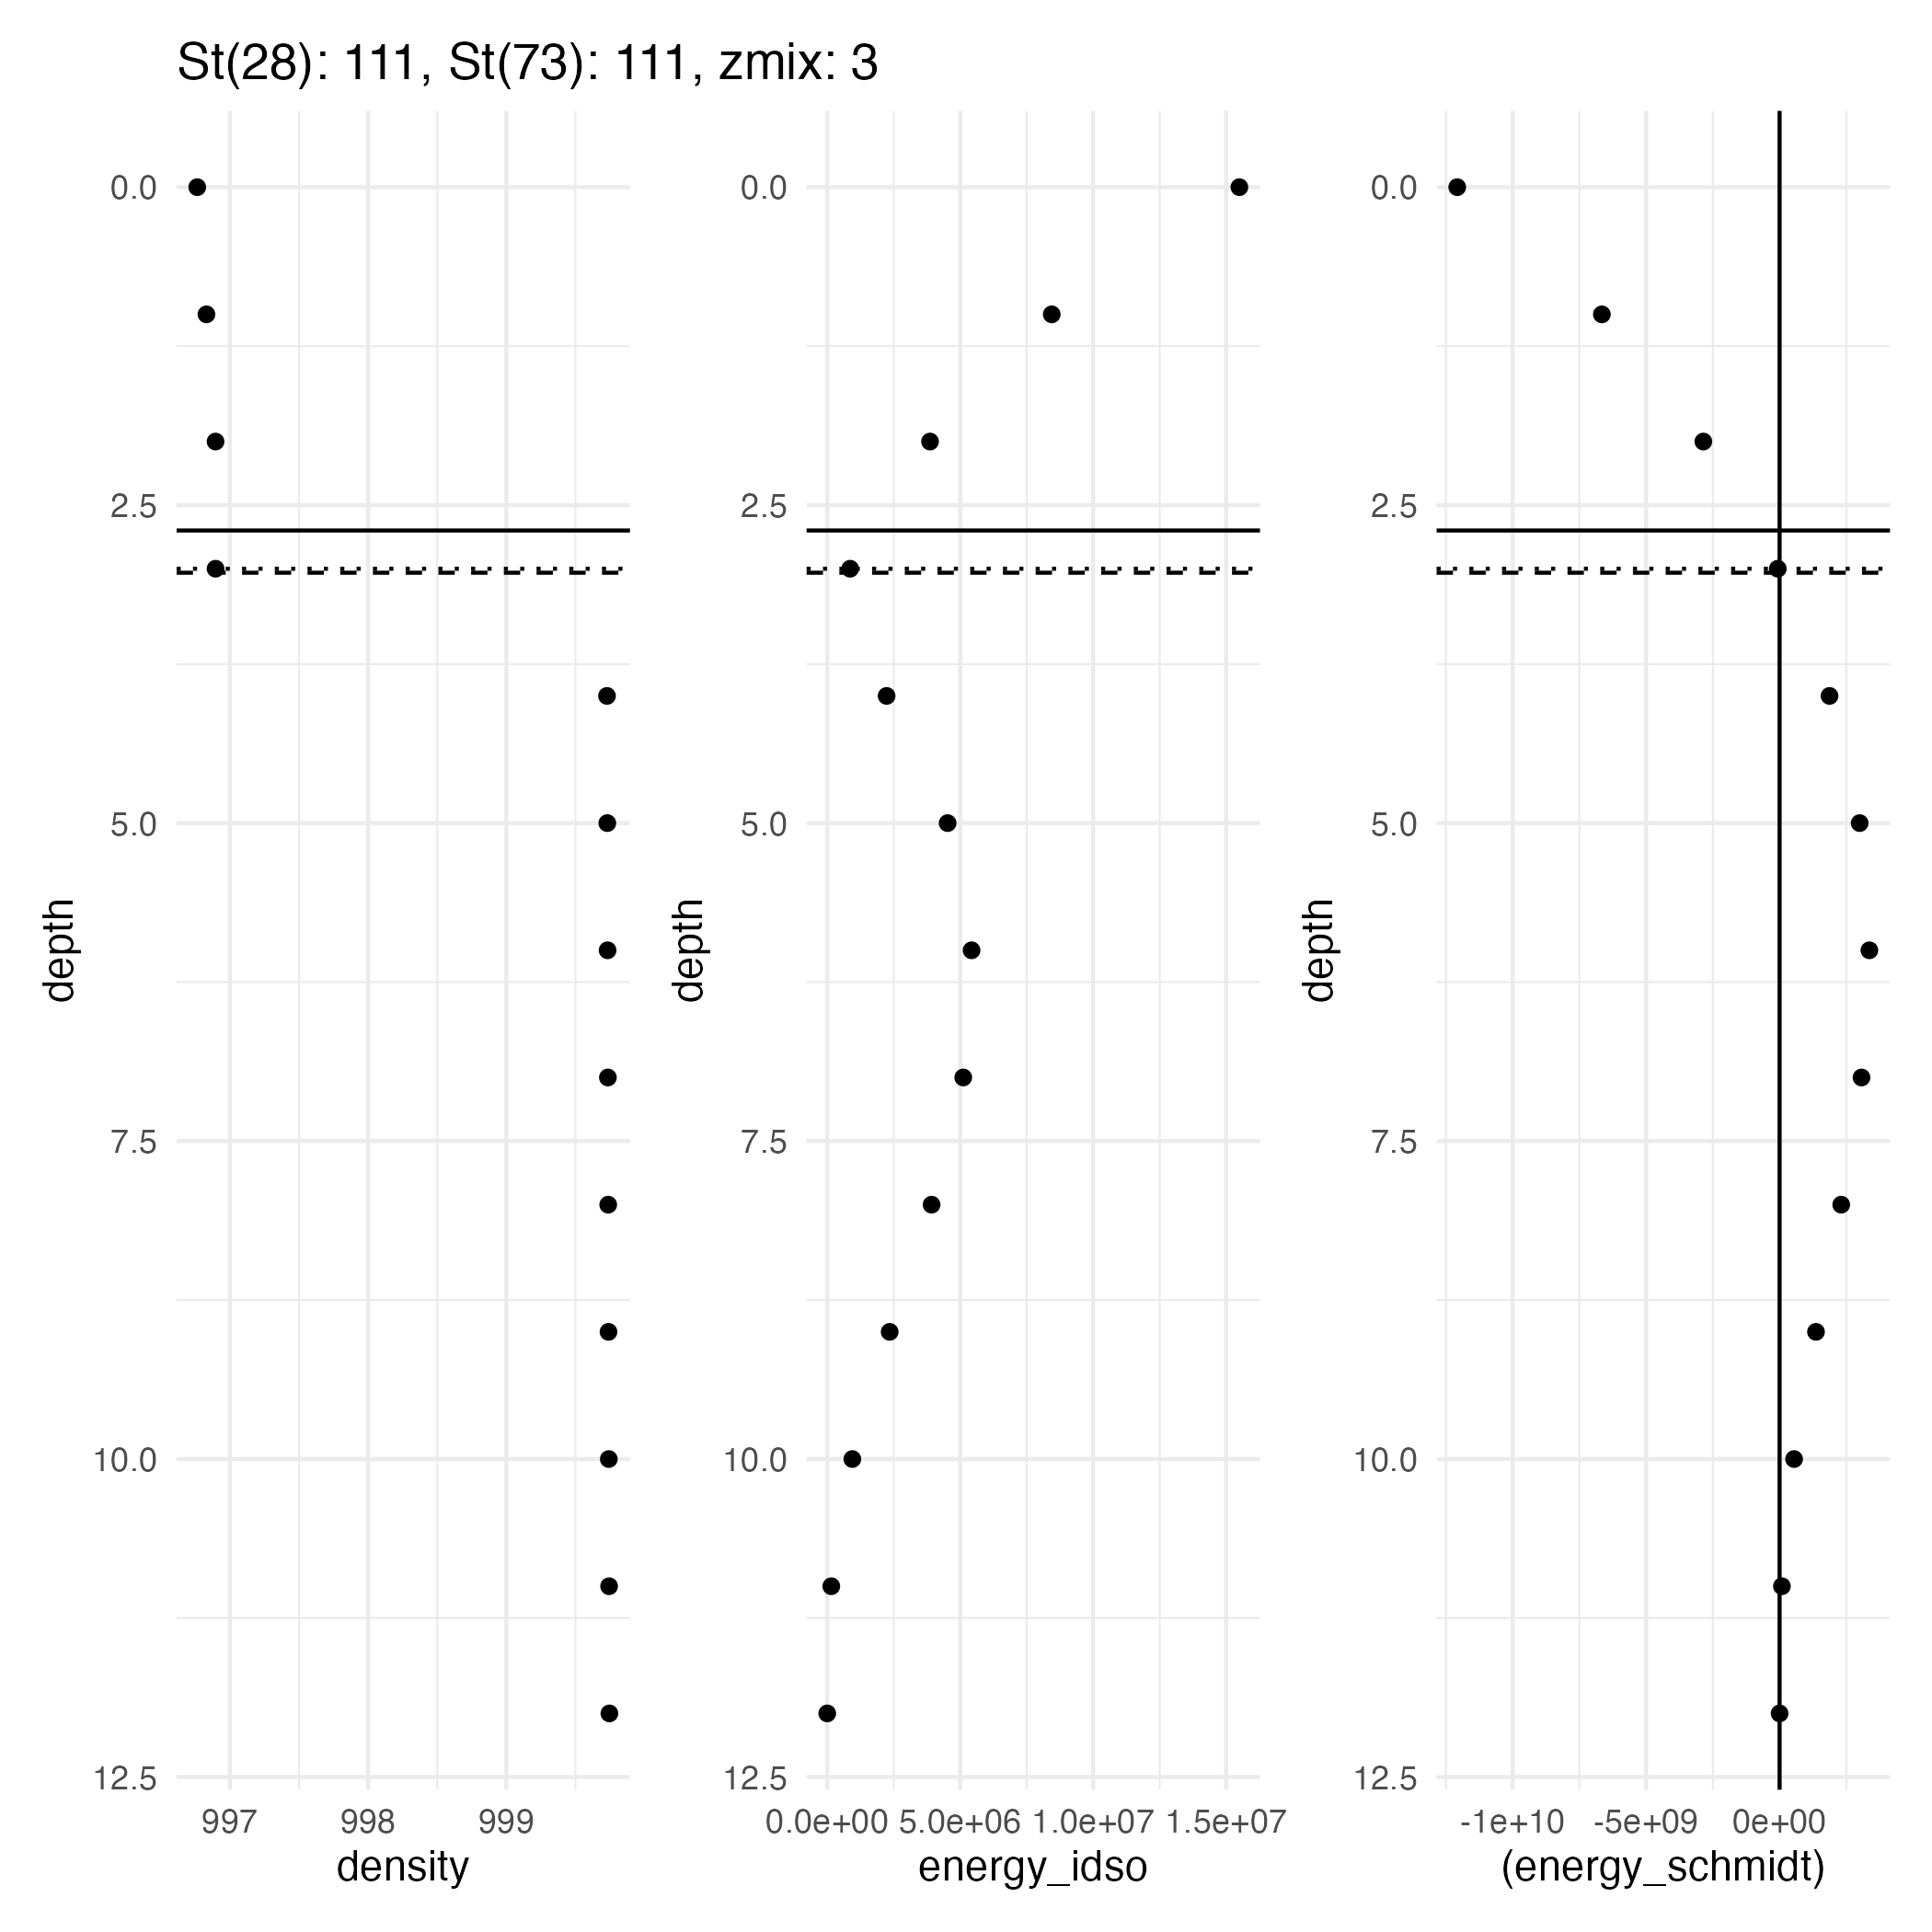 St(28): 111, St(73): 111, zmix: 3
depth
0.0
2.5
5.0
7.5
10.0
12.5
997 998 999
density
depth
0.0
2.5
5.0
7.5
10.0
12.5
0.0e+00 5.0e+06 1.0e+07 1.5e+07
energy_idso
depth
0.0
2.5
5.0
7.5
10.0
12.5
-1e+10 -5e+09 0e+00
(energy_schmidt)